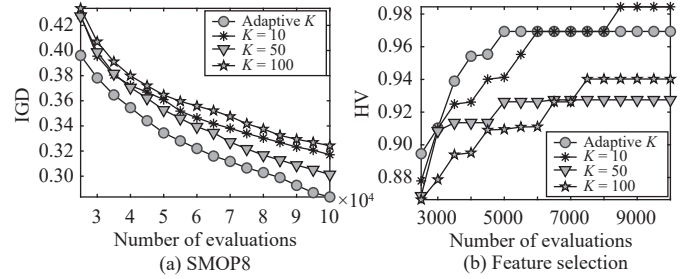 IGD
0.42
0.40
0.38
0.36
0.34
0.32
0.30
Adaptive K
K = 10
K = 50
K = 100
3 4 5 6 7 8 9 10
×10⁴
Number of evaluations
(a) SMOP8
HV
0.98
0.96
0.94
0.92
0.90
0.88
Adaptive K
K = 10
K = 50
K = 100
3000 5000 7000 9000
Number of evaluations
(b) Feature selection